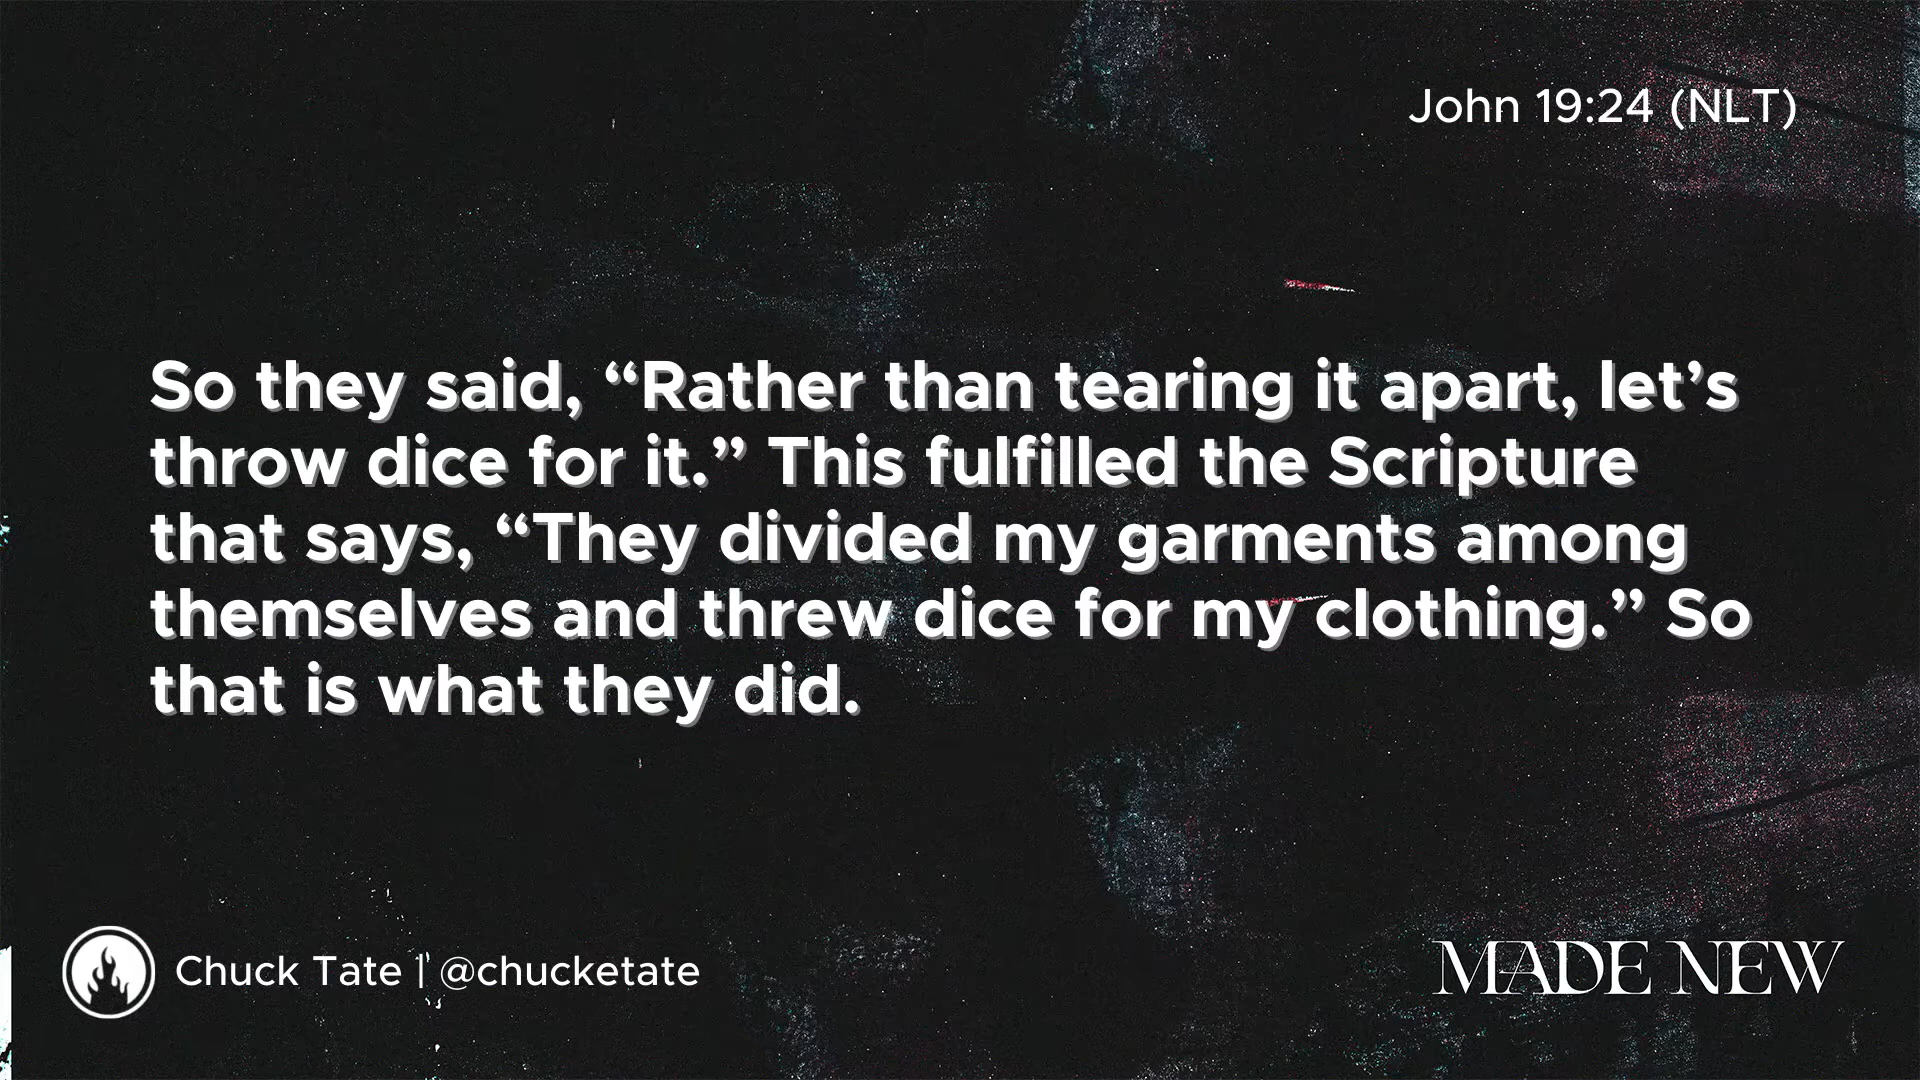 John 19:24 (NLT)
So they said, “Rather than tearing it apart, let’s
throw dice for it.” This fulfilled the Scripture
that says, “They divided my garments among
themselves and threw dice for my clothing.” So
that is what they did.
Chuck Tate | @chucketate
MADE NEW